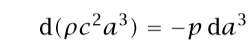 d(ρc²a³) = −p da³